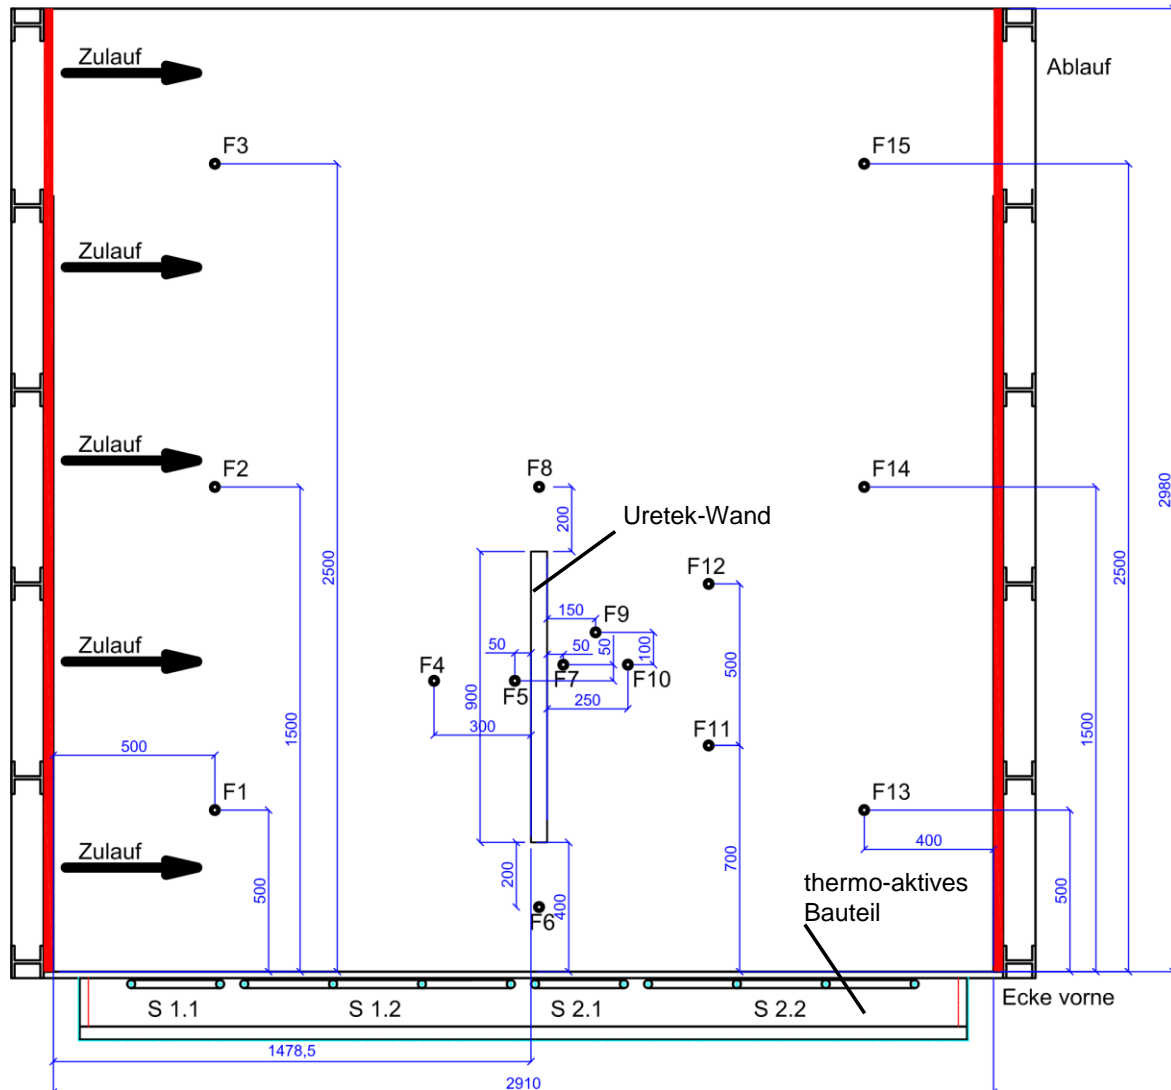 Zulauf
Ablauf
F3
F15
Zulauf
Zulauf
F2
F8
F14
2980
Uretek-Wand
200
2500
2500
F12
150
F9
50
50
50
100
F4
F5
F7
F10
500
Zulauf
900
250
300
1500
1500
500
F11
F1
F13
400
Zulauf
200
400
700
500
500
thermo-aktives
Bauteil
F6
Ecke vorne
S 1.1
S 1.2
S 2.1
S 2.2
1478,5
2910